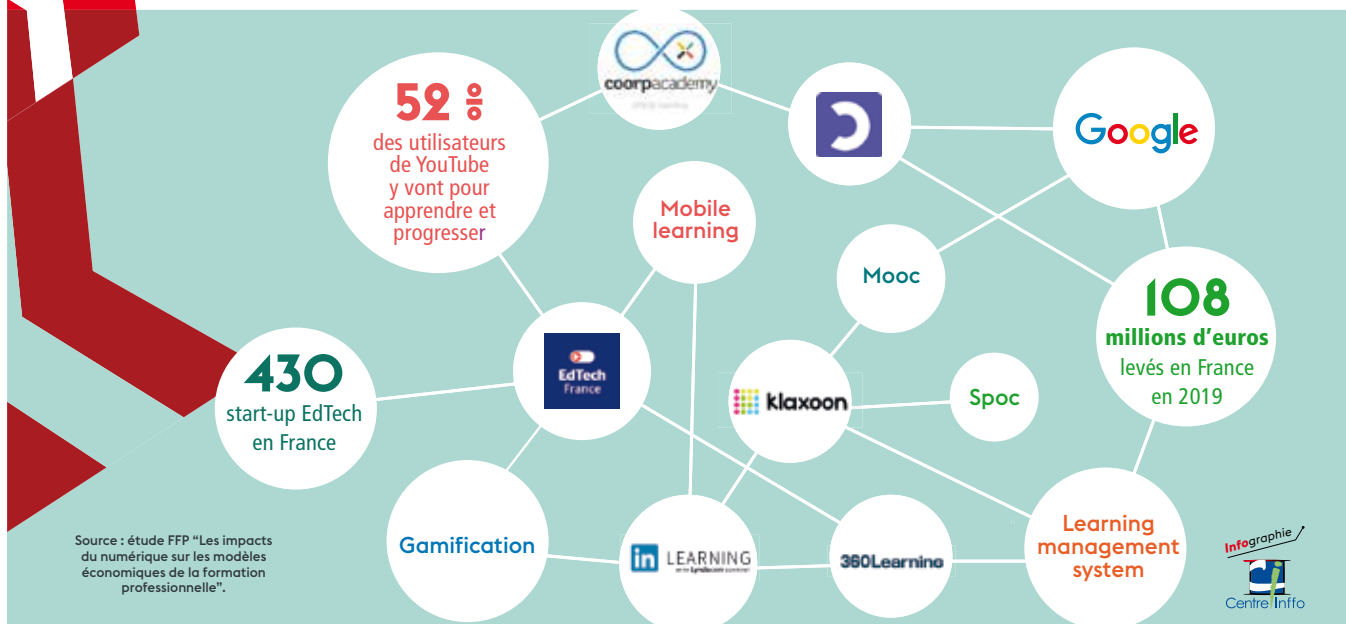 coorpacademy
52 %
des utilisateurs
de YouTube
y vont pour
apprendre et
progresser
Google
Mobile
learning
Mooc
108
millions d'euros
levés en France
en 2019
EdTech
France
430
start-up EdTech
en France
klaxoon
Spoc
Gamification
in LEARNING
360Learning
Learning
management
system
Source : étude FFP “Les impacts
du numérique sur les modèles
économiques de la formation
professionnelle”.
Infographie
Centre Inffo